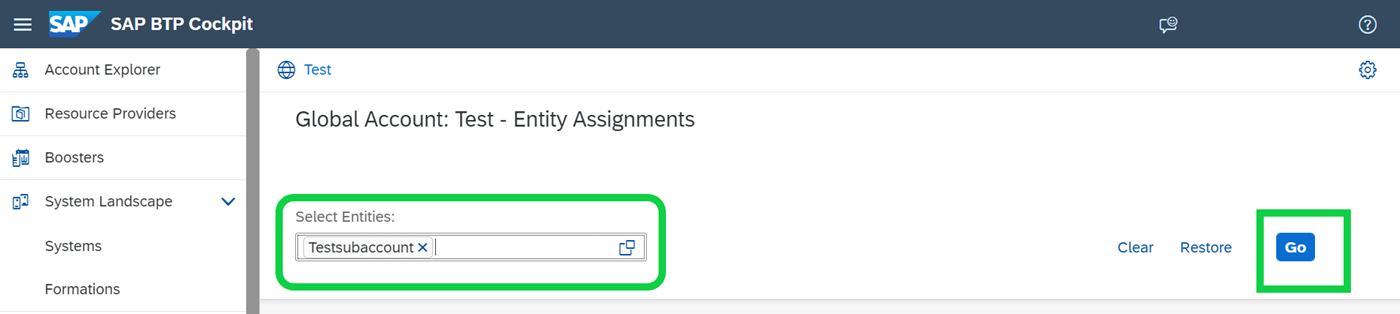 SAP SAP BTP Cockpit
Account Explorer
Resource Providers
Boosters
System Landscape
Systems
Formations
Test
Global Account: Test - Entity Assignments
Select Entities:
Testsubaccount
Clear Restore Go